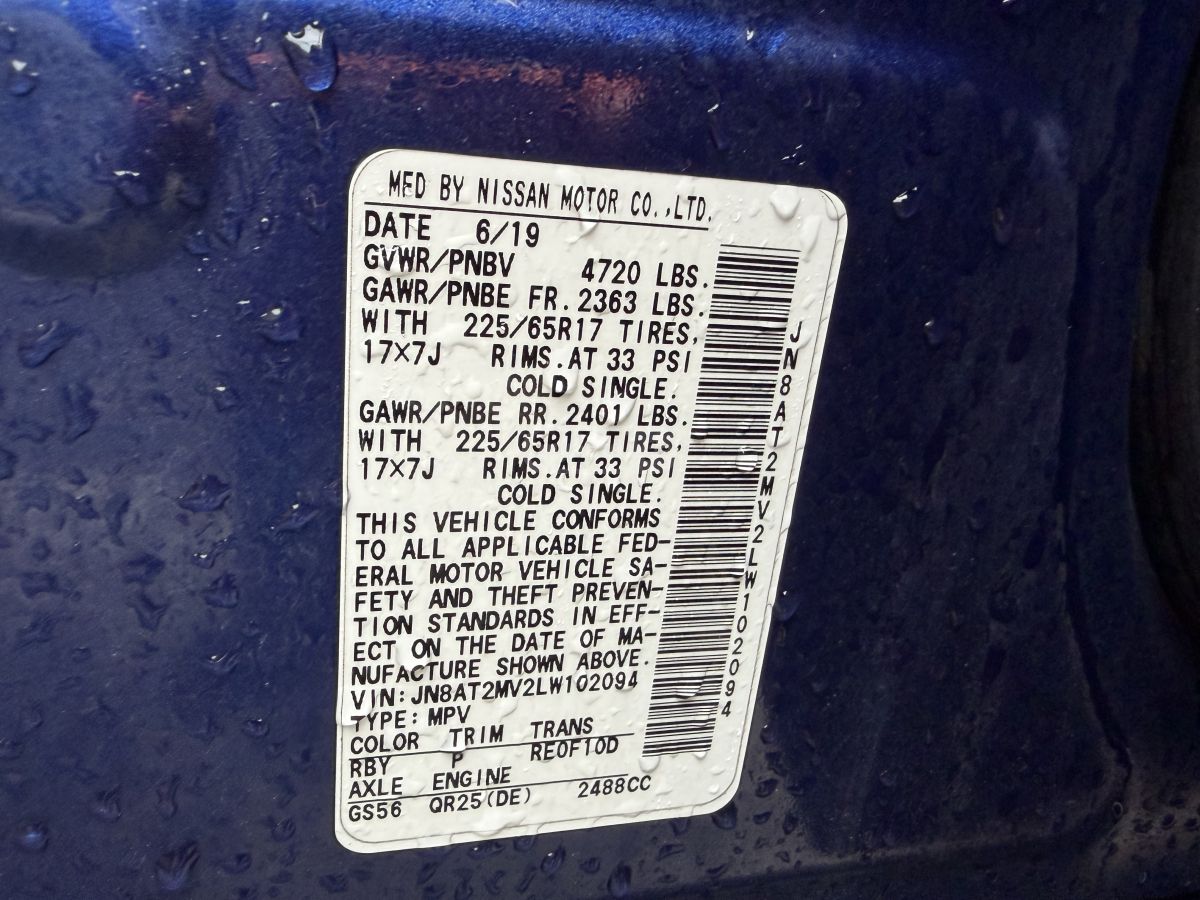 MFD BY NISSAN MOTOR CO.,LTD.
DATE 6/19
GVWR/PNBV 4720 LBS.
GAWR/PNBE FR. 2363 LBS.
WITH 225/65R17 TIRES,
17×7J RIMS.AT 33 PSI
COLD SINGLE.
GAWR/PNBE RR. 2401 LBS.
WITH 225/65R17 TIRES,
17×7J RIMS.AT 33 PSI
COLD SINGLE.
THIS VEHICLE CONFORMS
TO ALL APPLICABLE FED-
ERAL MOTOR VEHICLE SA-
FETY AND THEFT PREVEN-
TION STANDARDS IN EFF-
ECT ON THE DATE OF MA-
NUFACTURE SHOWN ABOVE.
VIN:JN8AT2MV2LW102094
TYPE:MPV
COLOR TRIM TRANS
RBY P RE0F10D
AXLE ENGINE
GS56 QR25(DE) 2488CC
JN8AT2MV2LW102094